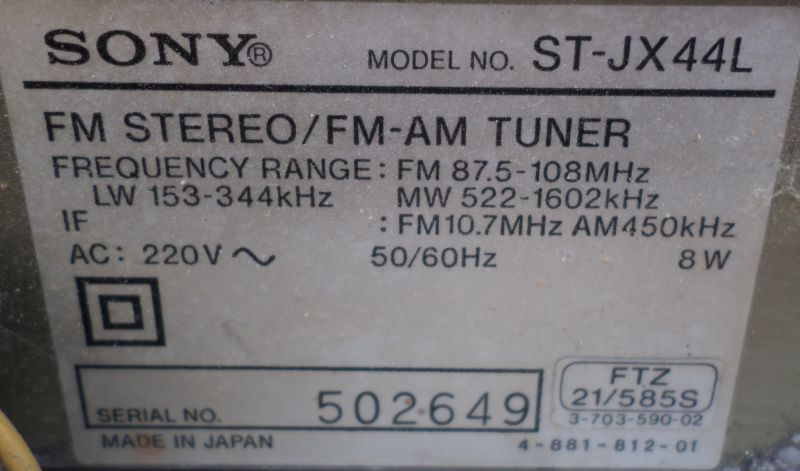 SONY® MODEL NO. ST-JX44L
FM STEREO/FM-AM TUNER
FREQUENCY RANGE: FM 87.5-108MHz
LW 153-344kHz MW 522-1602kHz
IF : FM10.7MHz AM450kHz
AC: 220V ~ 50/60Hz 8W
SERIAL NO. 502649
FTZ
21/585S
3-703-590-02
MADE IN JAPAN 4-881-812-01